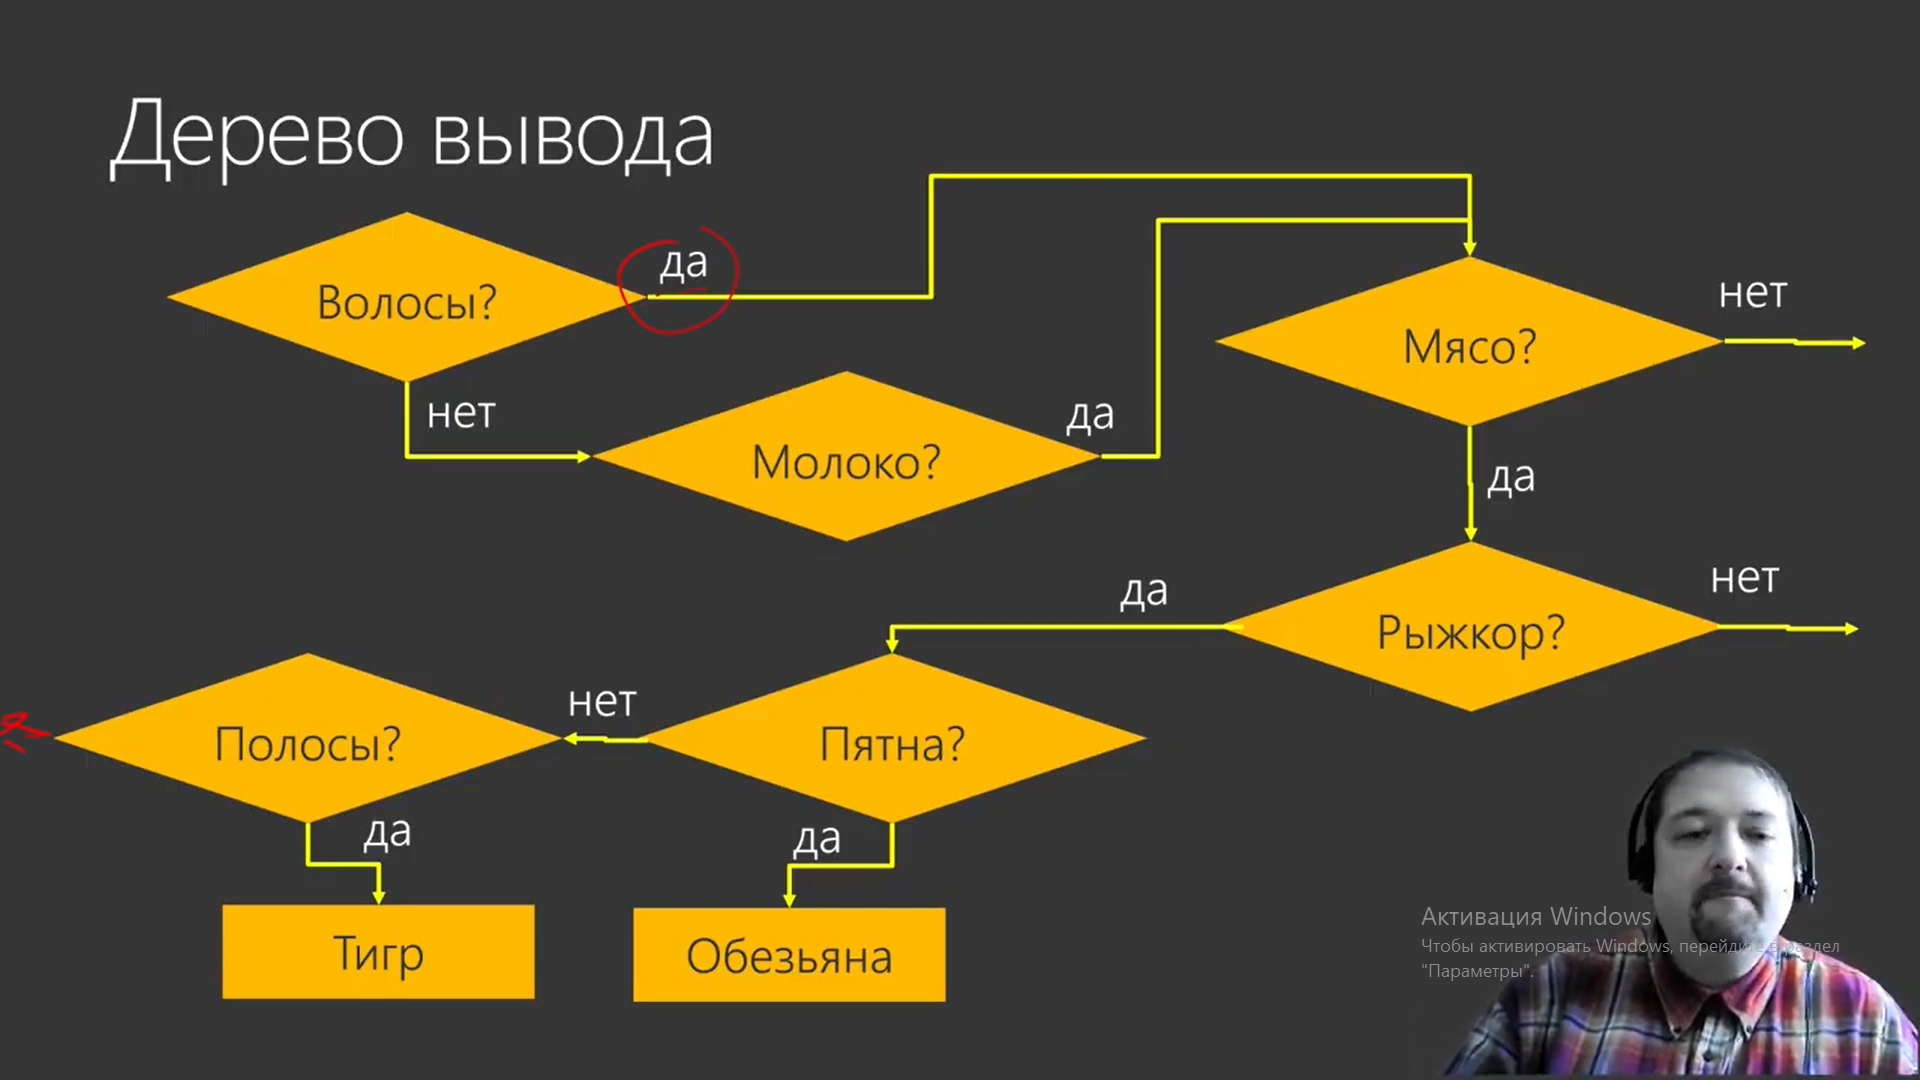 Дерево вывода
Волосы?
да
нет
Молоко?
да
Мясо?
нет
да
Рыжкор?
нет
да
Пятна?
нет
Полосы?
да
да
Тигр
Обезьяна
Активация Windows
Чтобы активировать Windows, перейдите в раздел
"Параметры".